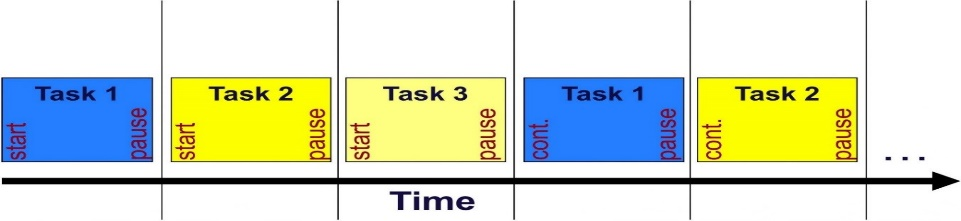 Task 1
start
pause
Task 2
start
pause
Task 3
start
pause
Task 1
cont.
pause
Task 2
cont.
pause
...
Time